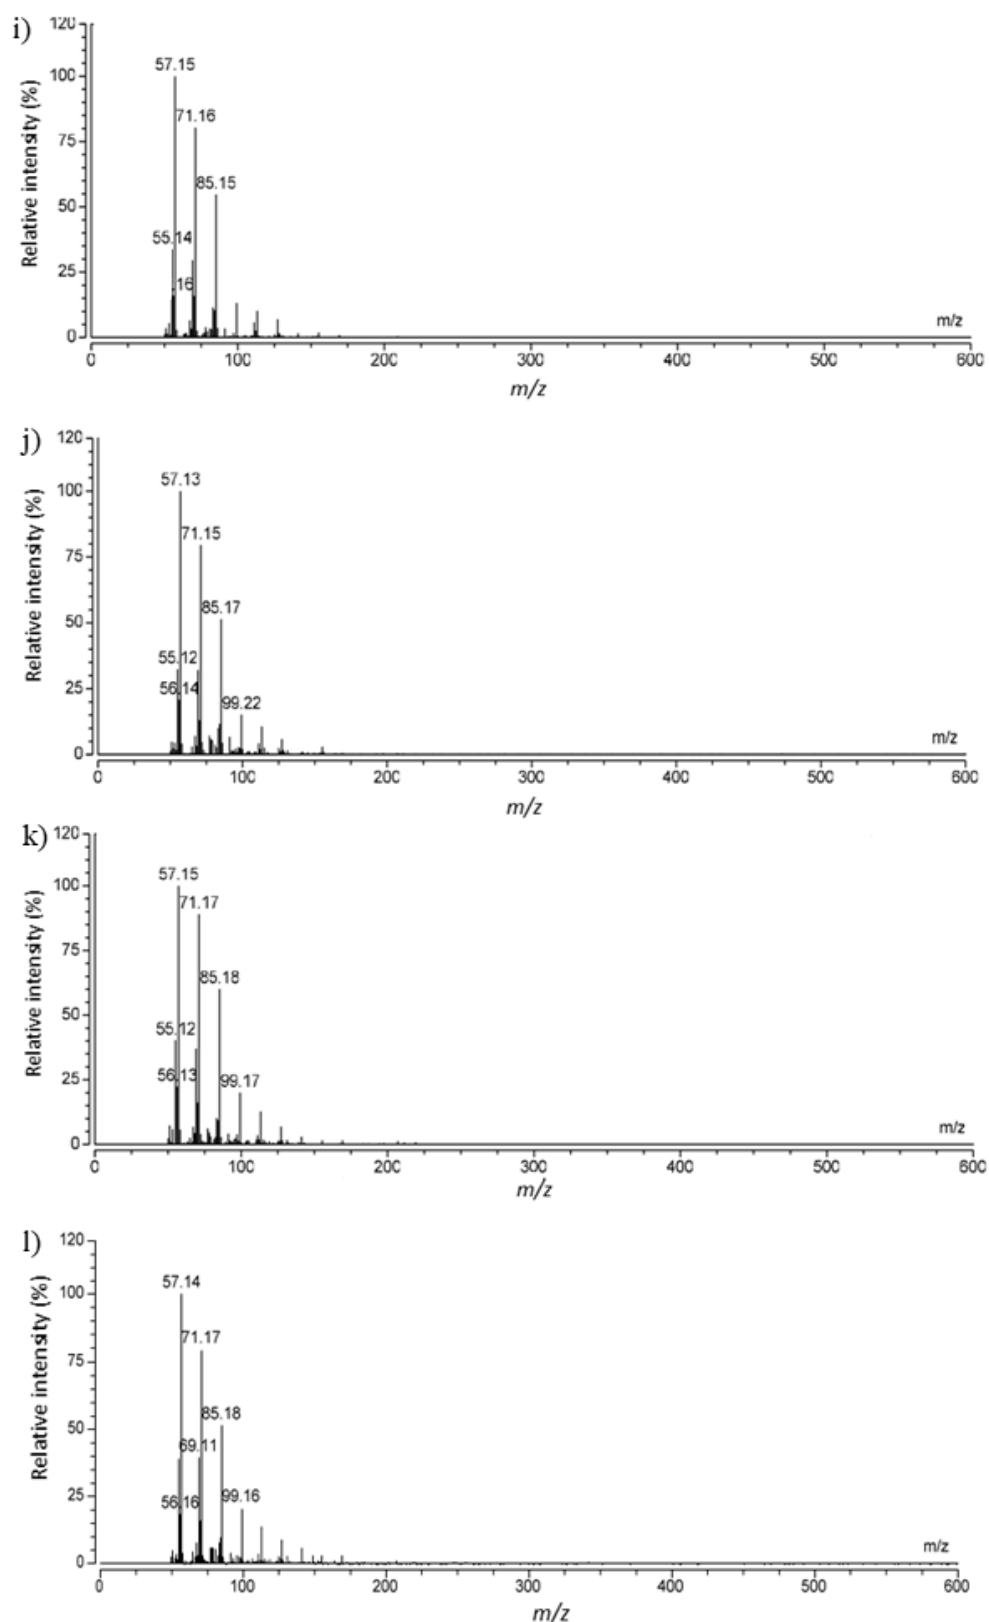 i)
120
100
75
50
25
0
Relative intensity (%)
57.15
71.16
85.15
55.14
16
m/z
0 100 200 300 400 500 600
m/z
j)
120
100
75
50
25
0
Relative intensity (%)
57.13
71.15
85.17
55.12
56.14
99.22
m/z
0 100 200 300 400 500 600
m/z
k)
120
100
75
50
25
0
Relative intensity (%)
57.15
71.17
85.18
55.12
56.13
99.17
m/z
0 100 200 300 400 500 600
m/z
l)
120
100
75
50
25
0
Relative intensity (%)
57.14
71.17
85.18
69.11
56.16
99.16
m/z
0 100 200 300 400 500 600
m/z